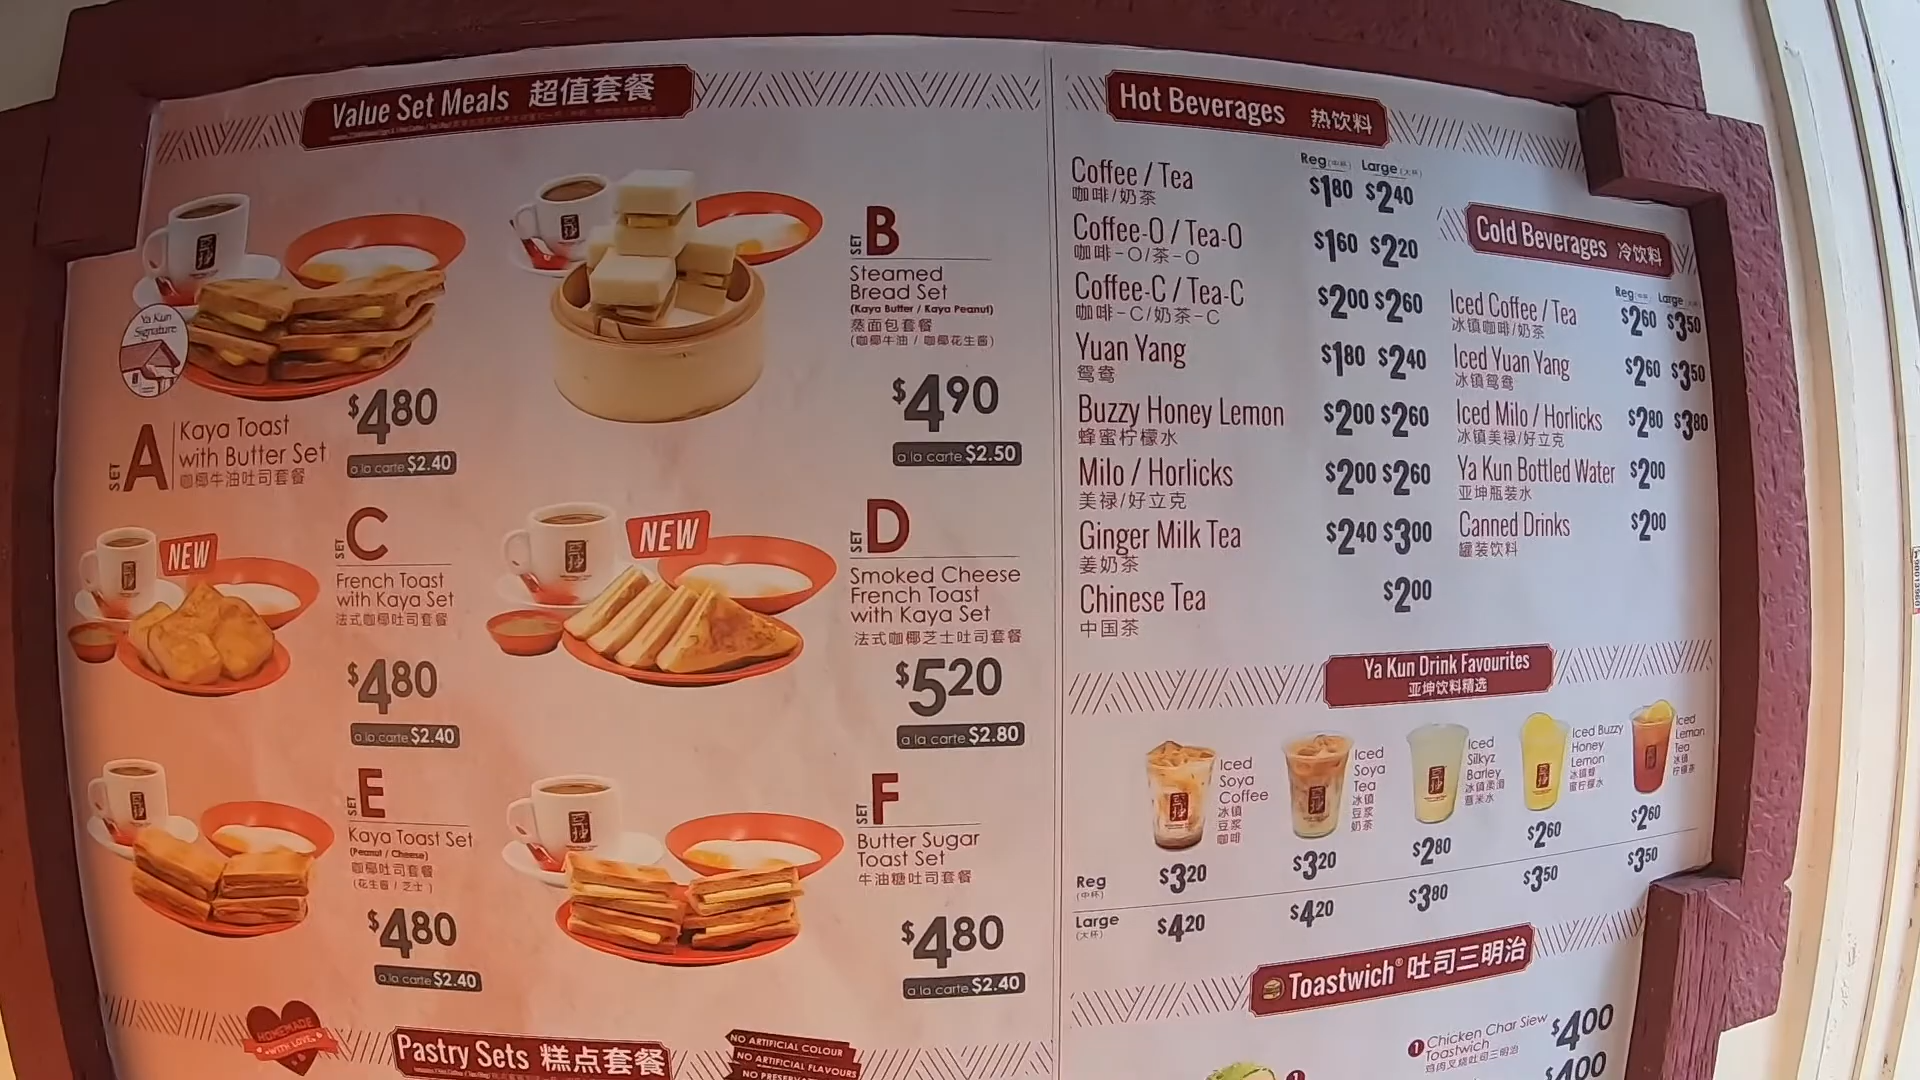 Value Set Meals 超值套餐
Ya Kun
Signature
SET A
Kaya Toast
with Butter Set
咖椰牛油吐司套餐
$4.80
a la carte $2.40
SET B
Steamed
Bread Set
(Kaya Butter / Kaya Peanut)
蒸面包套餐
(咖椰牛油 / 咖椰花生酱)
$4.90
a la carte $2.50
NEW
SET C
French Toast
with Kaya Set
法式咖椰吐司套餐
$4.80
a la carte $2.40
NEW
SET D
Smoked Cheese
French Toast
with Kaya Set
法式咖椰芝士吐司套餐
$5.20
a la carte $2.80
SET E
Kaya Toast Set
(Peanut / Cheese)
咖椰吐司套餐
(花生酱 / 芝士)
$4.80
a la carte $2.40
SET F
Butter Sugar
Toast Set
牛油糖吐司套餐
$4.80
a la carte $2.40
HOMEMADE
WITH LOVE
Pastry Sets 糕点套餐
NO ARTIFICIAL COLOUR
NO ARTIFICIAL FLAVOURS
Hot Beverages 热饮料
Reg (中杯) Large (大杯)
Coffee / Tea $1.80 $2.40
咖啡/奶茶
Coffee-O / Tea-O $1.60 $2.20
咖啡-O/茶-O
Coffee-C / Tea-C $2.00 $2.60
咖啡-C/奶茶-C
Yuan Yang $1.80 $2.40
鸳鸯
Buzzy Honey Lemon $2.00 $2.60
蜂蜜柠檬水
Milo / Horlicks $2.00 $2.60
美禄/好立克
Ginger Milk Tea $2.40 $3.00
姜奶茶
Chinese Tea $2.00
中国茶
Cold Beverages 冷饮料
Reg Large
Iced Coffee / Tea $2.60 $3.50
冰镇咖啡/奶茶
Iced Yuan Yang $2.60 $3.50
冰镇鸳鸯
Iced Milo / Horlicks $2.80 $3.80
冰镇美禄/好立克
Ya Kun Bottled Water $2.00
亚坤瓶装水
Canned Drinks $2.00
罐装饮料
Ya Kun Drink Favourites
亚坤饮料精选
Iced
Soya
Coffee
冰镇
豆浆
咖啡
Iced
Soya
Tea
冰镇
豆浆
奶茶
Iced
Silkyz
Barley
冰镇柔滑
薏米水
Iced Buzzy
Honey
Lemon
冰镇蜂
蜜柠檬水
Iced
Lemon
Tea
冰镇
柠檬茶
Reg (中杯) $3.20 $3.20 $2.80 $2.60 $2.60
Large (大杯) $4.20 $4.20 $3.80 $3.50 $3.50
Toastwich® 吐司三明治
1 Chicken Char Siew $4.00
Toastwich
鸡肉叉烧吐司三明治
1
$4.00